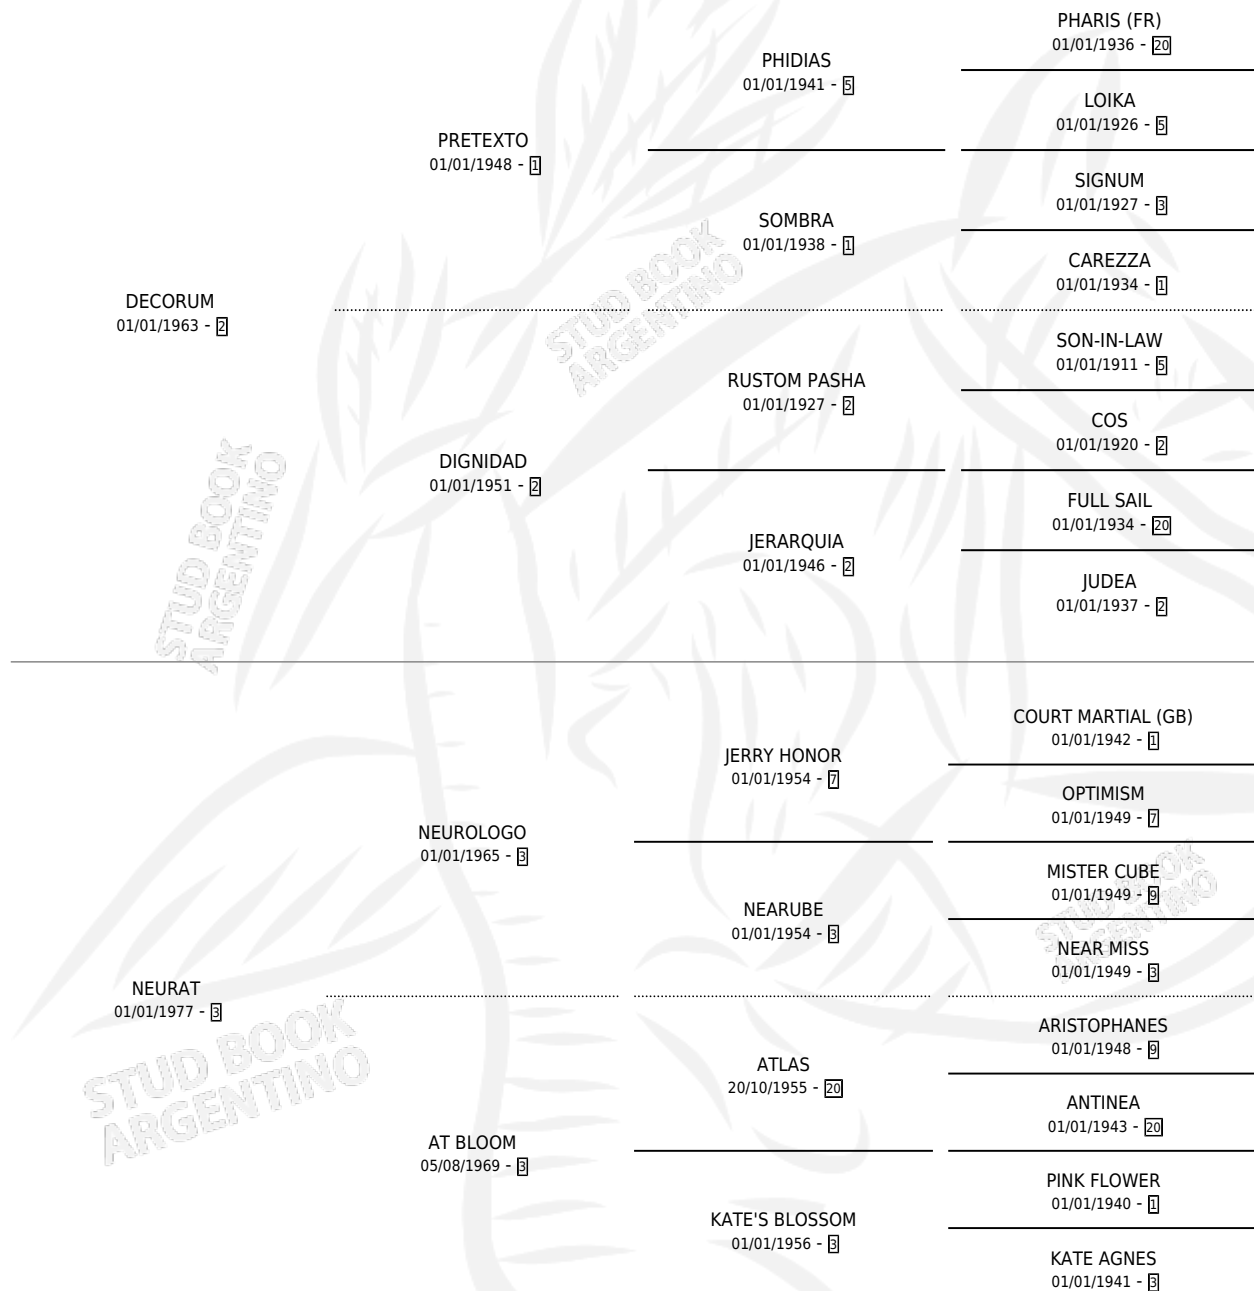 PHARIS (FR)
01/01/1936 - 20
PHIDIAS
01/01/1941 - 5
LOIKA
01/01/1926 - 5
PRETEXTO
01/01/1948 - 1
SIGNUM
01/01/1927 - 3
SOMBRA
01/01/1938 - 1
CAREZZA
01/01/1934 - 1
DECORUM
01/01/1963 - 2
SON-IN-LAW
01/01/1911 - 5
RUSTOM PASHA
01/01/1927 - 2
COS
01/01/1920 - 2
DIGNIDAD
01/01/1951 - 2
FULL SAIL
01/01/1934 - 20
JERARQUIA
01/01/1946 - 2
JUDEA
01/01/1937 - 2
COURT MARTIAL (GB)
01/01/1942 - 1
JERRY HONOR
01/01/1954 - 7
OPTIMISM
01/01/1949 - 7
NEUROLOGO
01/01/1965 - 3
MISTER CUBE
01/01/1949 - 9
NEARUBE
01/01/1954 - 3
NEAR MISS
01/01/1949 - 3
NEURAT
01/01/1977 - 3
ARISTOPHANES
01/01/1948 - 9
ATLAS
20/10/1955 - 20
ANTINEA
01/01/1943 - 20
AT BLOOM
05/08/1969 - 3
PINK FLOWER
01/01/1940 - 1
KATE'S BLOSSOM
01/01/1956 - 3
KATE AGNES
01/01/1941 - 3
STUD BOOK
ARGENTINO
STUD BOOK
ARGENTINO
STUD BOOK
ARGENTINO
STUD BOOK
ARGENTINO